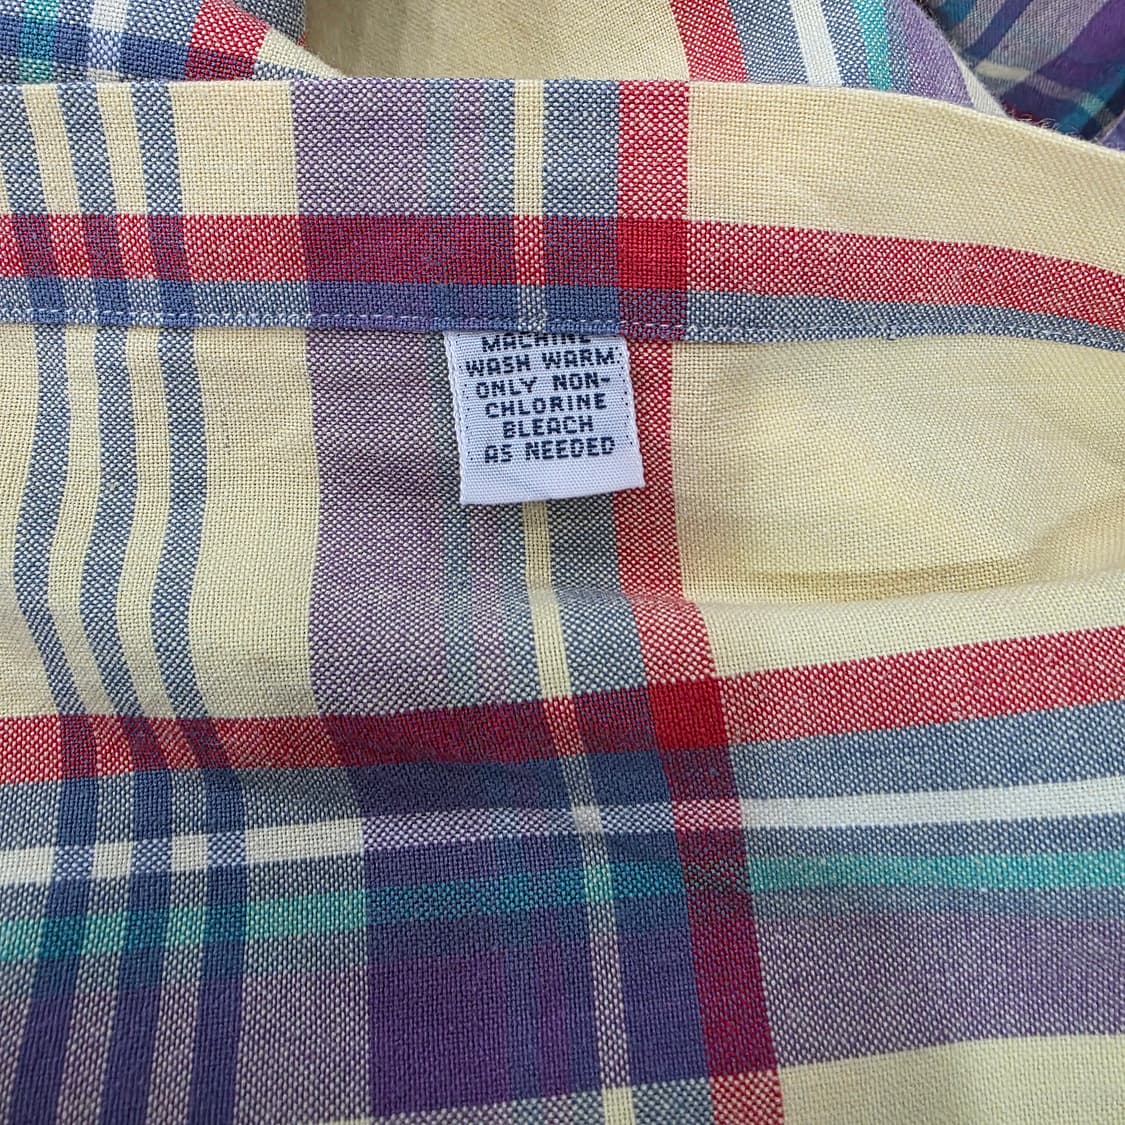 MACHINE
WASH WARM
ONLY NON-
CHLORINE
BLEACH
AS NEEDED